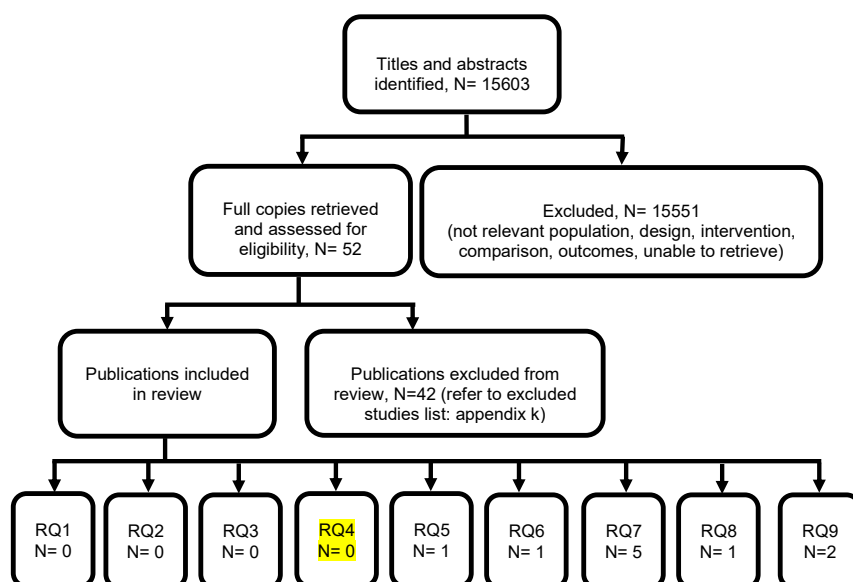 Titles and abstracts
identified, N= 15603
Full copies retrieved
and assessed for
eligibility, N= 52
Excluded, N= 15551
(not relevant population, design, intervention,
comparison, outcomes, unable to retrieve)
Publications included
in review
Publications excluded from
review, N=42 (refer to excluded
studies list: appendix k)
RQ1
N= 0
RQ2
N= 0
RQ3
N= 0
RQ4
N= 0
RQ5
N= 1
RQ6
N= 1
RQ7
N= 5
RQ8
N= 1
RQ9
N=2